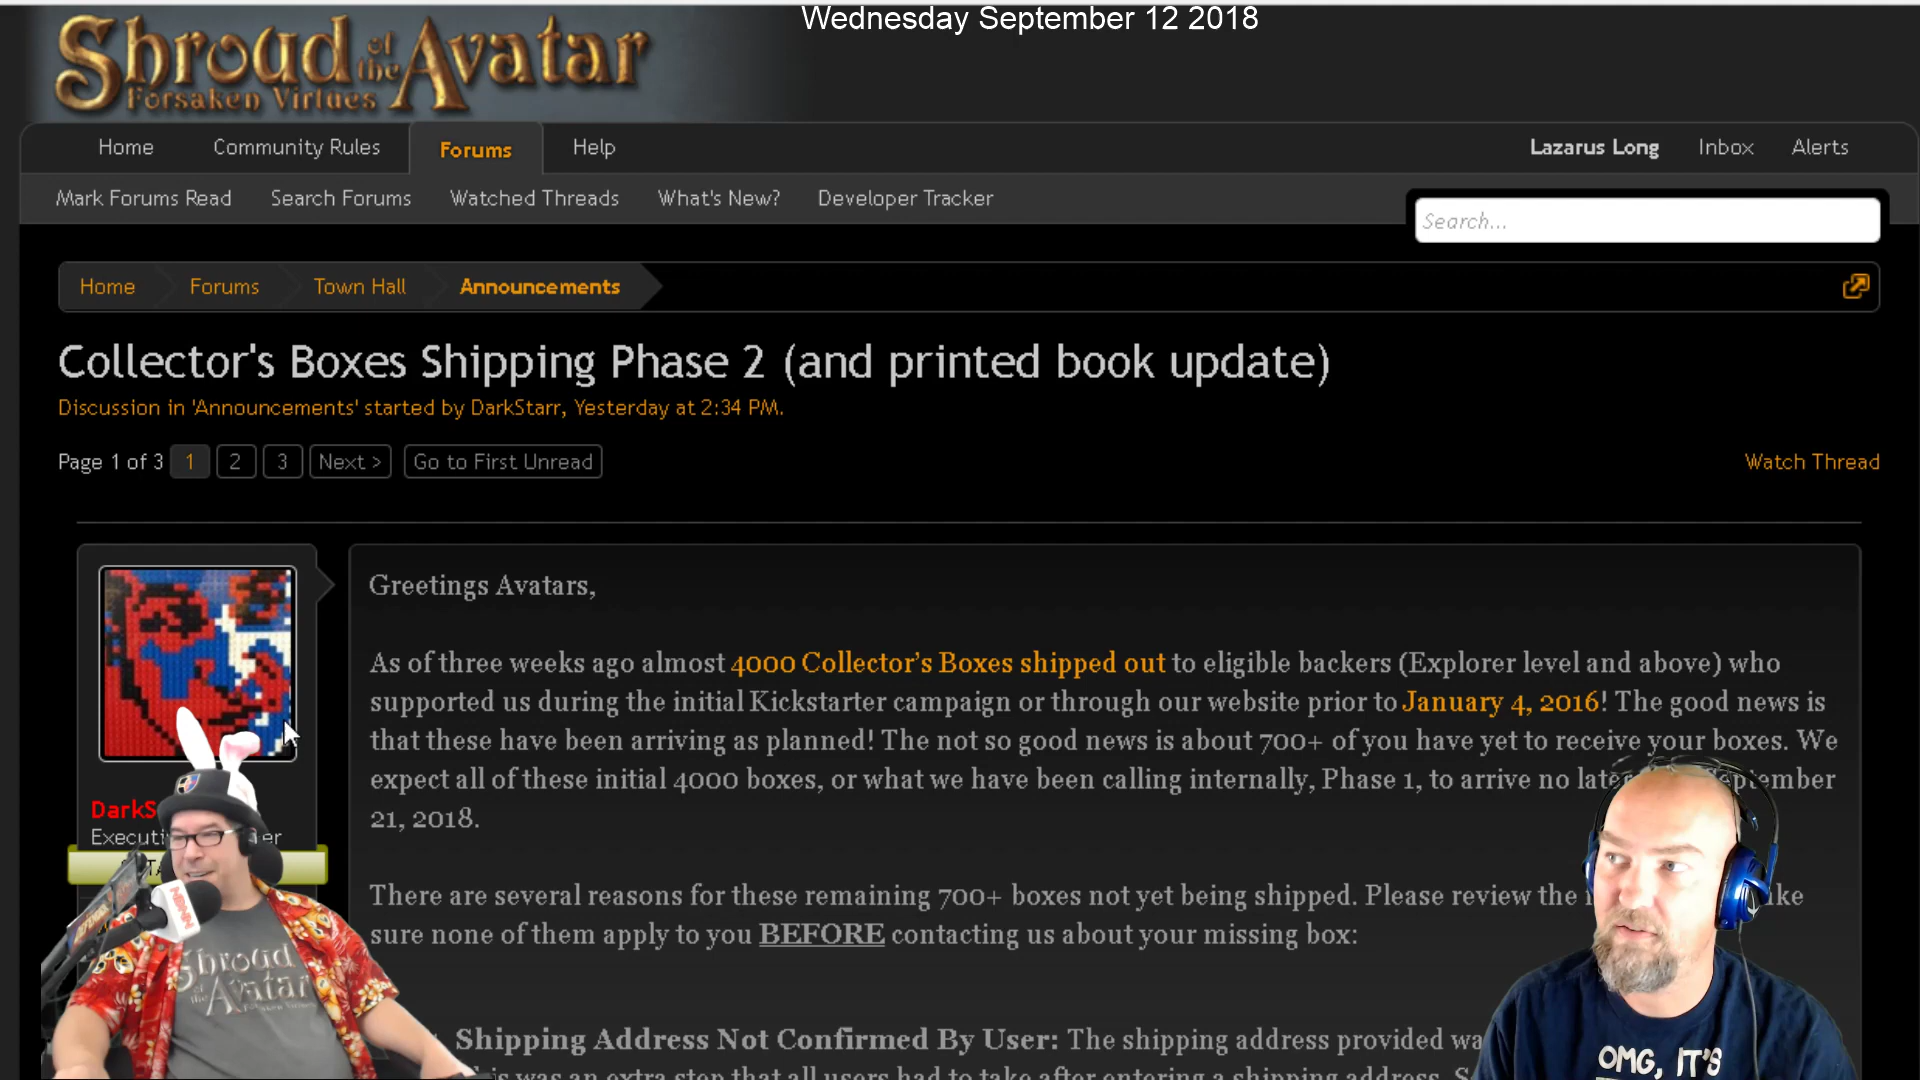 Wednesday September 12 2018
Shroud of the Avatar
Forsaken Virtues
Home Community Rules Forums Help Lazarus Long Inbox Alerts
Mark Forums Read Search Forums Watched Threads What's New? Developer Tracker
Search...
Home Forums Town Hall Announcements
Collector's Boxes Shipping Phase 2 (and printed book update)
Discussion in 'Announcements' started by DarkStarr, Yesterday at 2:34 PM.
Page 1 of 3 1 2 3 Next > Go to First Unread Watch Thread
Greetings Avatars,
As of three weeks ago almost 4000 Collector's Boxes shipped out to eligible backers (Explorer level and above) who
supported us during the initial Kickstarter campaign or through our website prior to January 4, 2016! The good news is
that these have been arriving as planned! The not so good news is about 700+ of you have yet to receive your boxes. We
expect all of these initial 4000 boxes, or what we have been calling internally, Phase 1, to arrive no September
21, 2018.
DarkS
Executi er
There are several reasons for these remaining 700+ boxes not yet being shipped. Please review the
sure none of them apply to you BEFORE contacting us about your missing box:
Shroud
of the Avatar
Forsaken Virtues
Shipping Address Not Confirmed By User: The shipping address provided
This was an extra step that all users had to take after entering a shipping address.
OMG, IT'S